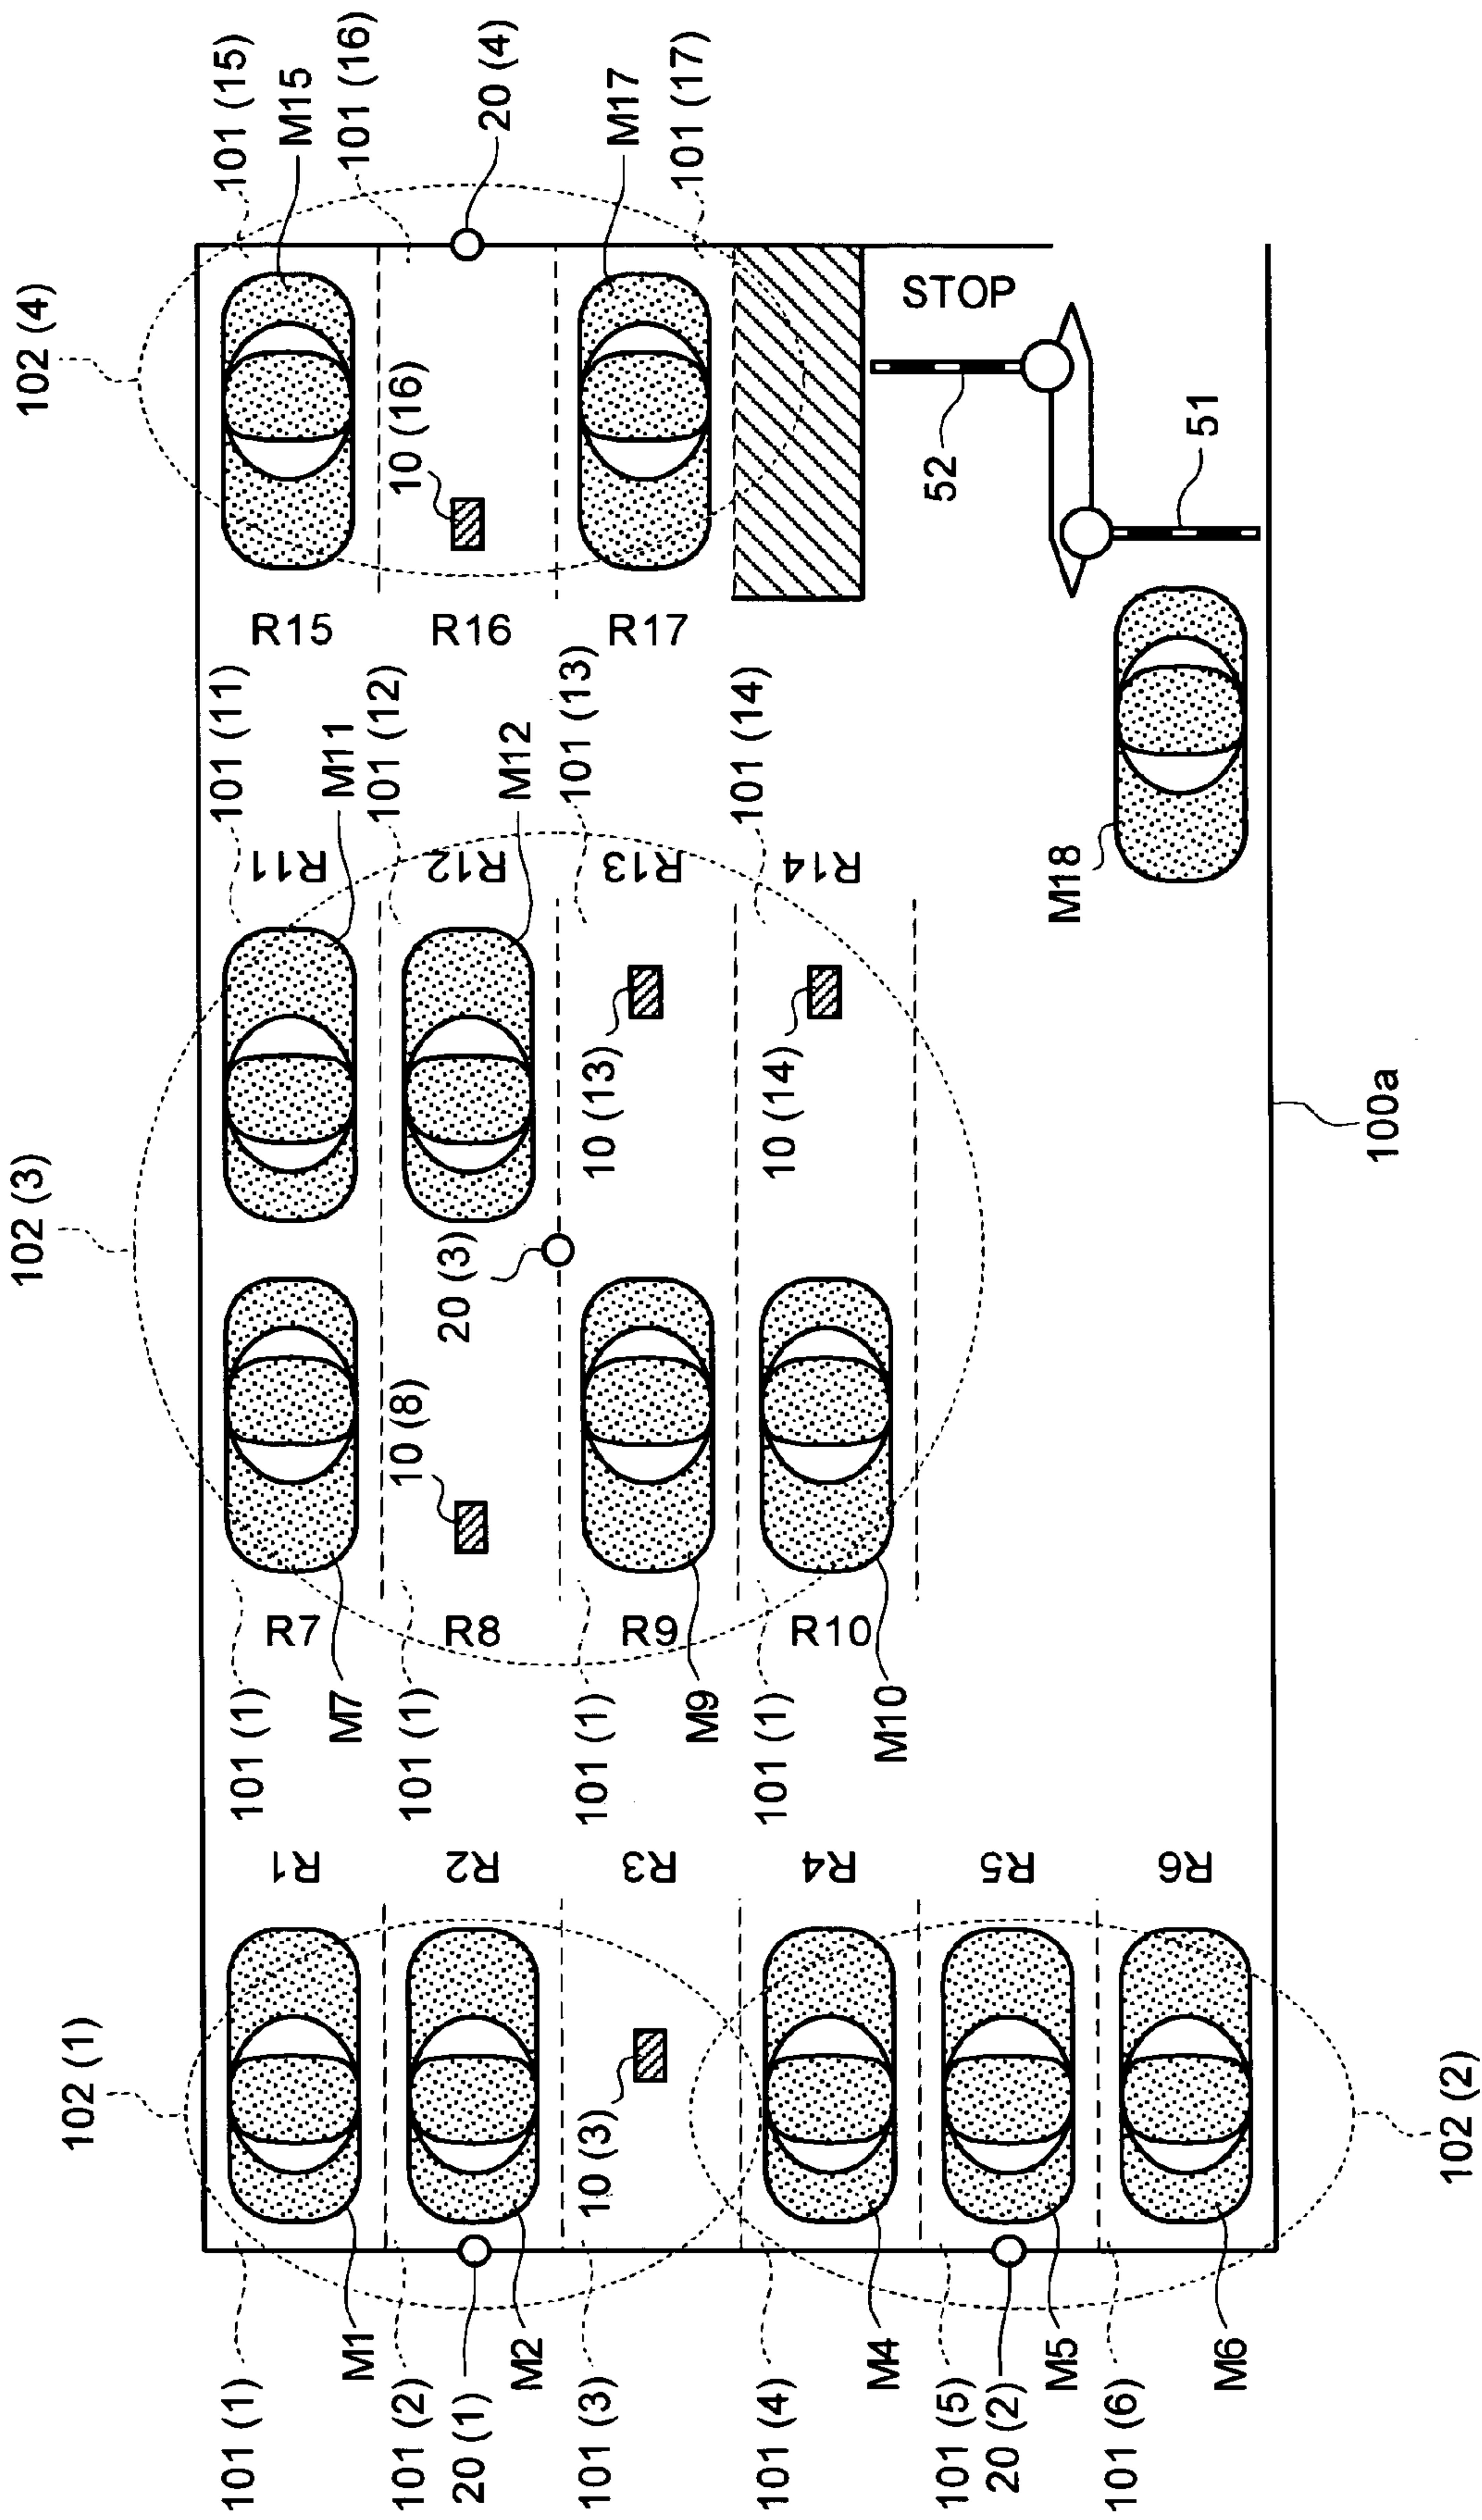 102 (1)
102 (3)
102 (4)
101 (1)
M1
101 (2)
20 (1)
M2
101 (3)
10 (3)
101 (4)
M4
101 (5)
20 (2)
M5
101 (6)
M6
102 (2)
R1
R2
R3
R4
R5
R6
101 (1)
M7
101 (1)
101 (1)
M9
101 (1)
M10
R7
R8
R9
R10
10 (8)
20 (3)
10 (13)
10 (14)
R11
R12
R13
R14
101 (11)
M11
101 (12)
M12
101 (13)
101 (14)
R15
R16
R17
10 (16)
101 (15)
M15
101 (16)
20 (4)
M17
101 (17)
STOP
52
51
M18
100a